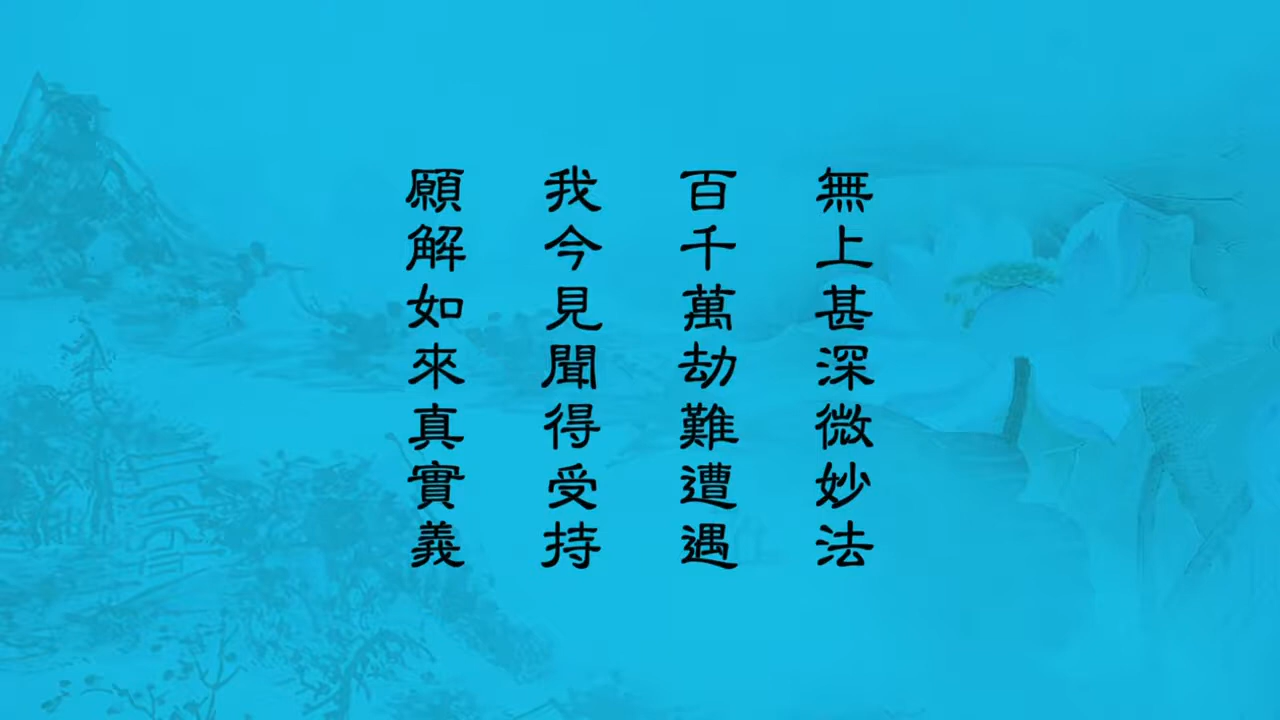 無上甚深微妙法
百千萬劫難遭遇
我今見聞得受持
願解如來真實義